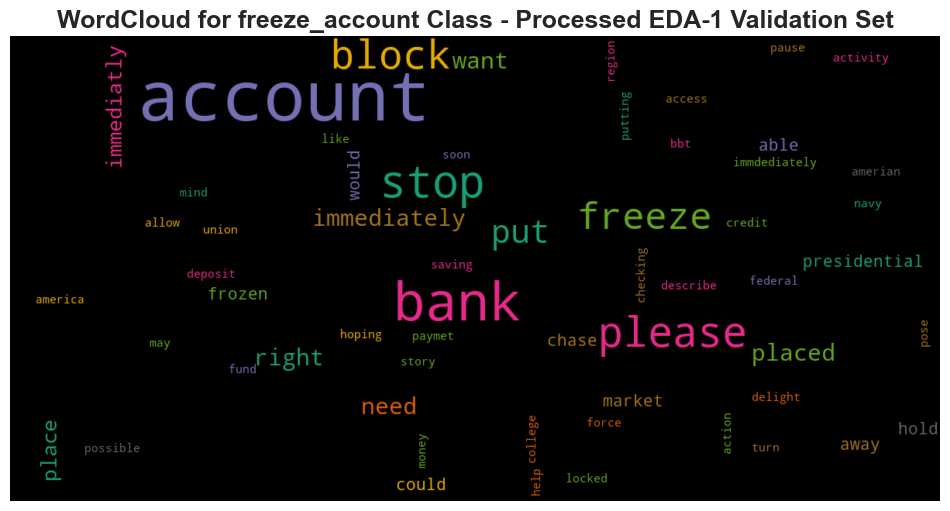 WordCloud for freeze_account Class - Processed EDA-1 Validation Set
block
want
region
pause
activity
immediatly
account
putting
access
like
would
soon
stop
bbt
able
immdediately
amerian
mind
allow
union
immediately
put
freeze
credit
navy
deposit
saving
checking
describe
federal
presidential
america
frozen
bank
hoping
paymet
chase
please
placed
pose
may
fund
right
story
need
market
force
delight
hold
place
possible
money
could
help
college
locked
action
turn
away